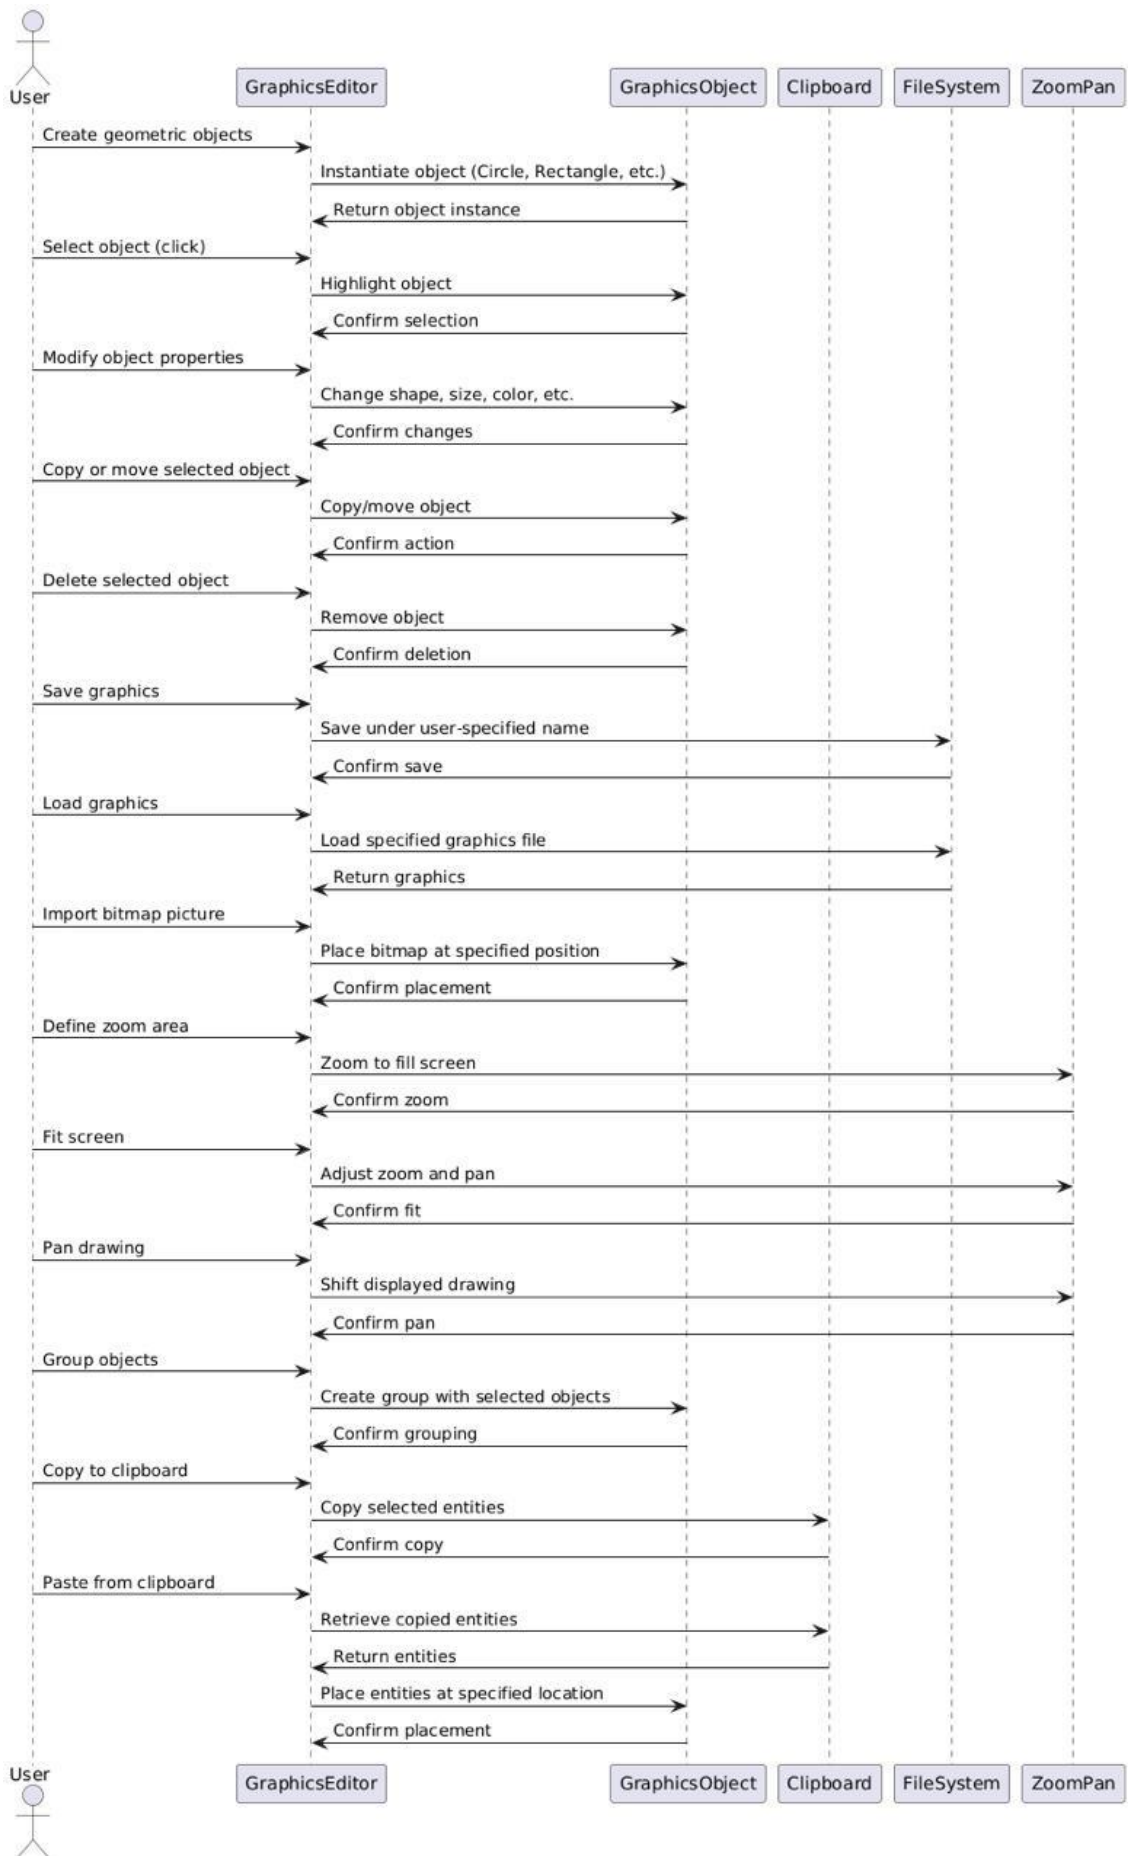 User
GraphicsEditor
GraphicsObject
Clipboard
FileSystem
ZoomPan
Create geometric objects
Instantiate object (Circle, Rectangle, etc.)
Return object instance
Select object (click)
Highlight object
Confirm selection
Modify object properties
Change shape, size, color, etc.
Confirm changes
Copy or move selected object
Copy/move object
Confirm action
Delete selected object
Remove object
Confirm deletion
Save graphics
Save under user-specified name
Confirm save
Load graphics
Load specified graphics file
Return graphics
Import bitmap picture
Place bitmap at specified position
Confirm placement
Define zoom area
Zoom to fill screen
Confirm zoom
Fit screen
Adjust zoom and pan
Confirm fit
Pan drawing
Shift displayed drawing
Confirm pan
Group objects
Create group with selected objects
Confirm grouping
Copy to clipboard
Copy selected entities
Confirm copy
Paste from clipboard
Retrieve copied entities
Return entities
Place entities at specified location
Confirm placement
User
GraphicsEditor
GraphicsObject
Clipboard
FileSystem
ZoomPan